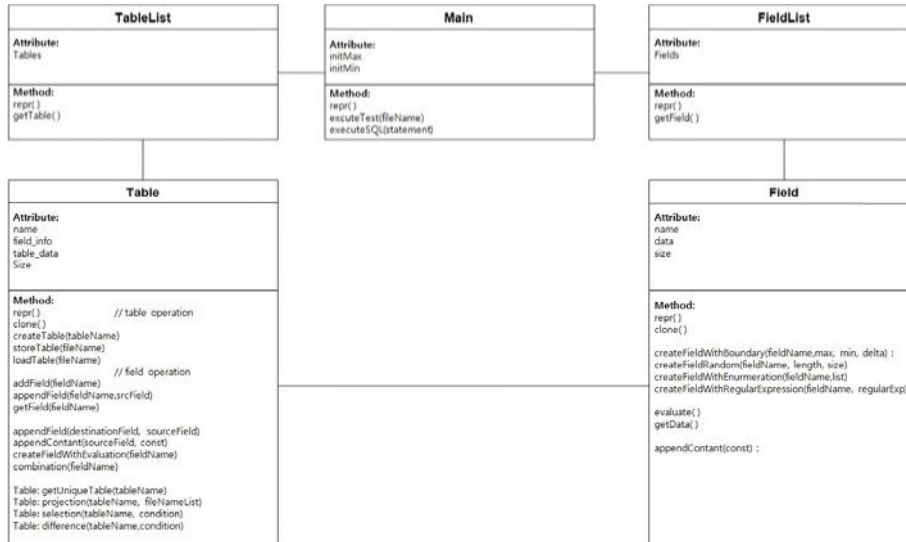 TableList
Attribute:
Tables
Method:
repr( )
getTable( )
Main
Attribute:
initMax
initMin
Method:
repr( )
excuteTest(fileName)
executeSQL(statement)
FieldList
Attribute:
Fields
Method:
repr( )
getField( )
Table
Attribute:
name
field_info
table_data
Size
Method:
repr( ) // table operation
clone( )
createTable(tableName)
storeTable(fileName)
loadTable(fileName)
// field operation
addField(fieldName)
appendField(fieldName,srcField)
getField(fieldName)
appendField(destinationField, sourceField)
appendContant(sourceField, const)
createFieldWithEvaluation(fieldName)
combination(fieldName)
Table: getUniqueTable(tableName)
Table: projection(tableName, fileNameList)
Table: selection(tableName, condition)
Table: difference(tableName,condition)
Field
Attribute:
name
data
size
Method:
repr( )
clone( )
createFieldWithBoundary(fieldName,max, min, delta) :
createFieldRandom(fieldName, length, size)
createFieldWithEnurmeration(fieldName,list)
createFieldWithRegularExpression(fieldName, regularExp)
evaluate( )
getData( )
appendContant(const) :